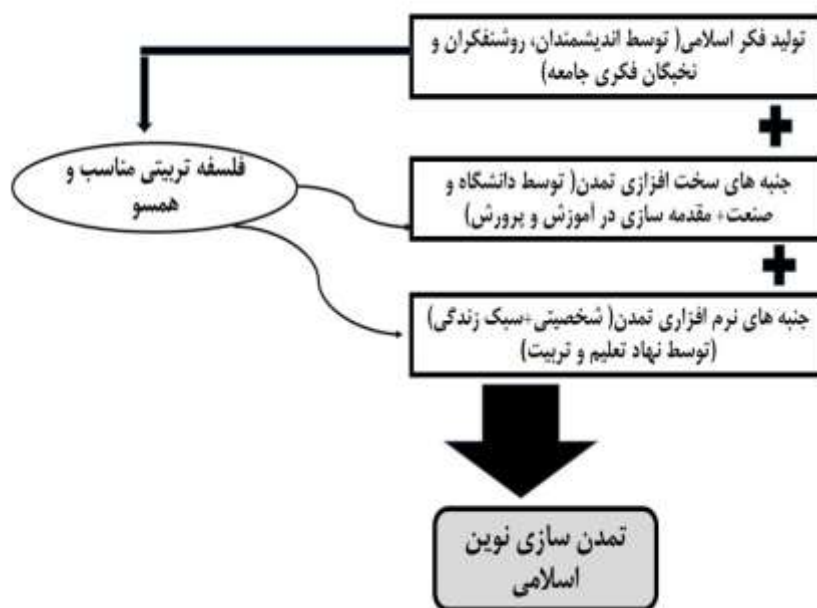 تولید فکر اسلامی( توسط اندیشمندان، روشنفکران و
نخبگان فکری جامعه)
+
فلسفه تربیتی مناسب و
همسو
جنبه های سخت افزازی تمدن( توسط دانشگاه و
صنعت+ مقدمه سازی در آموزش و پرورش)
+
جنبه های نرم افزاری تمدن( شخصیتی+سبک زندگی)
(توسط نهاد تعلیم و تربیت)
تمدن سازی نوین
اسلامی